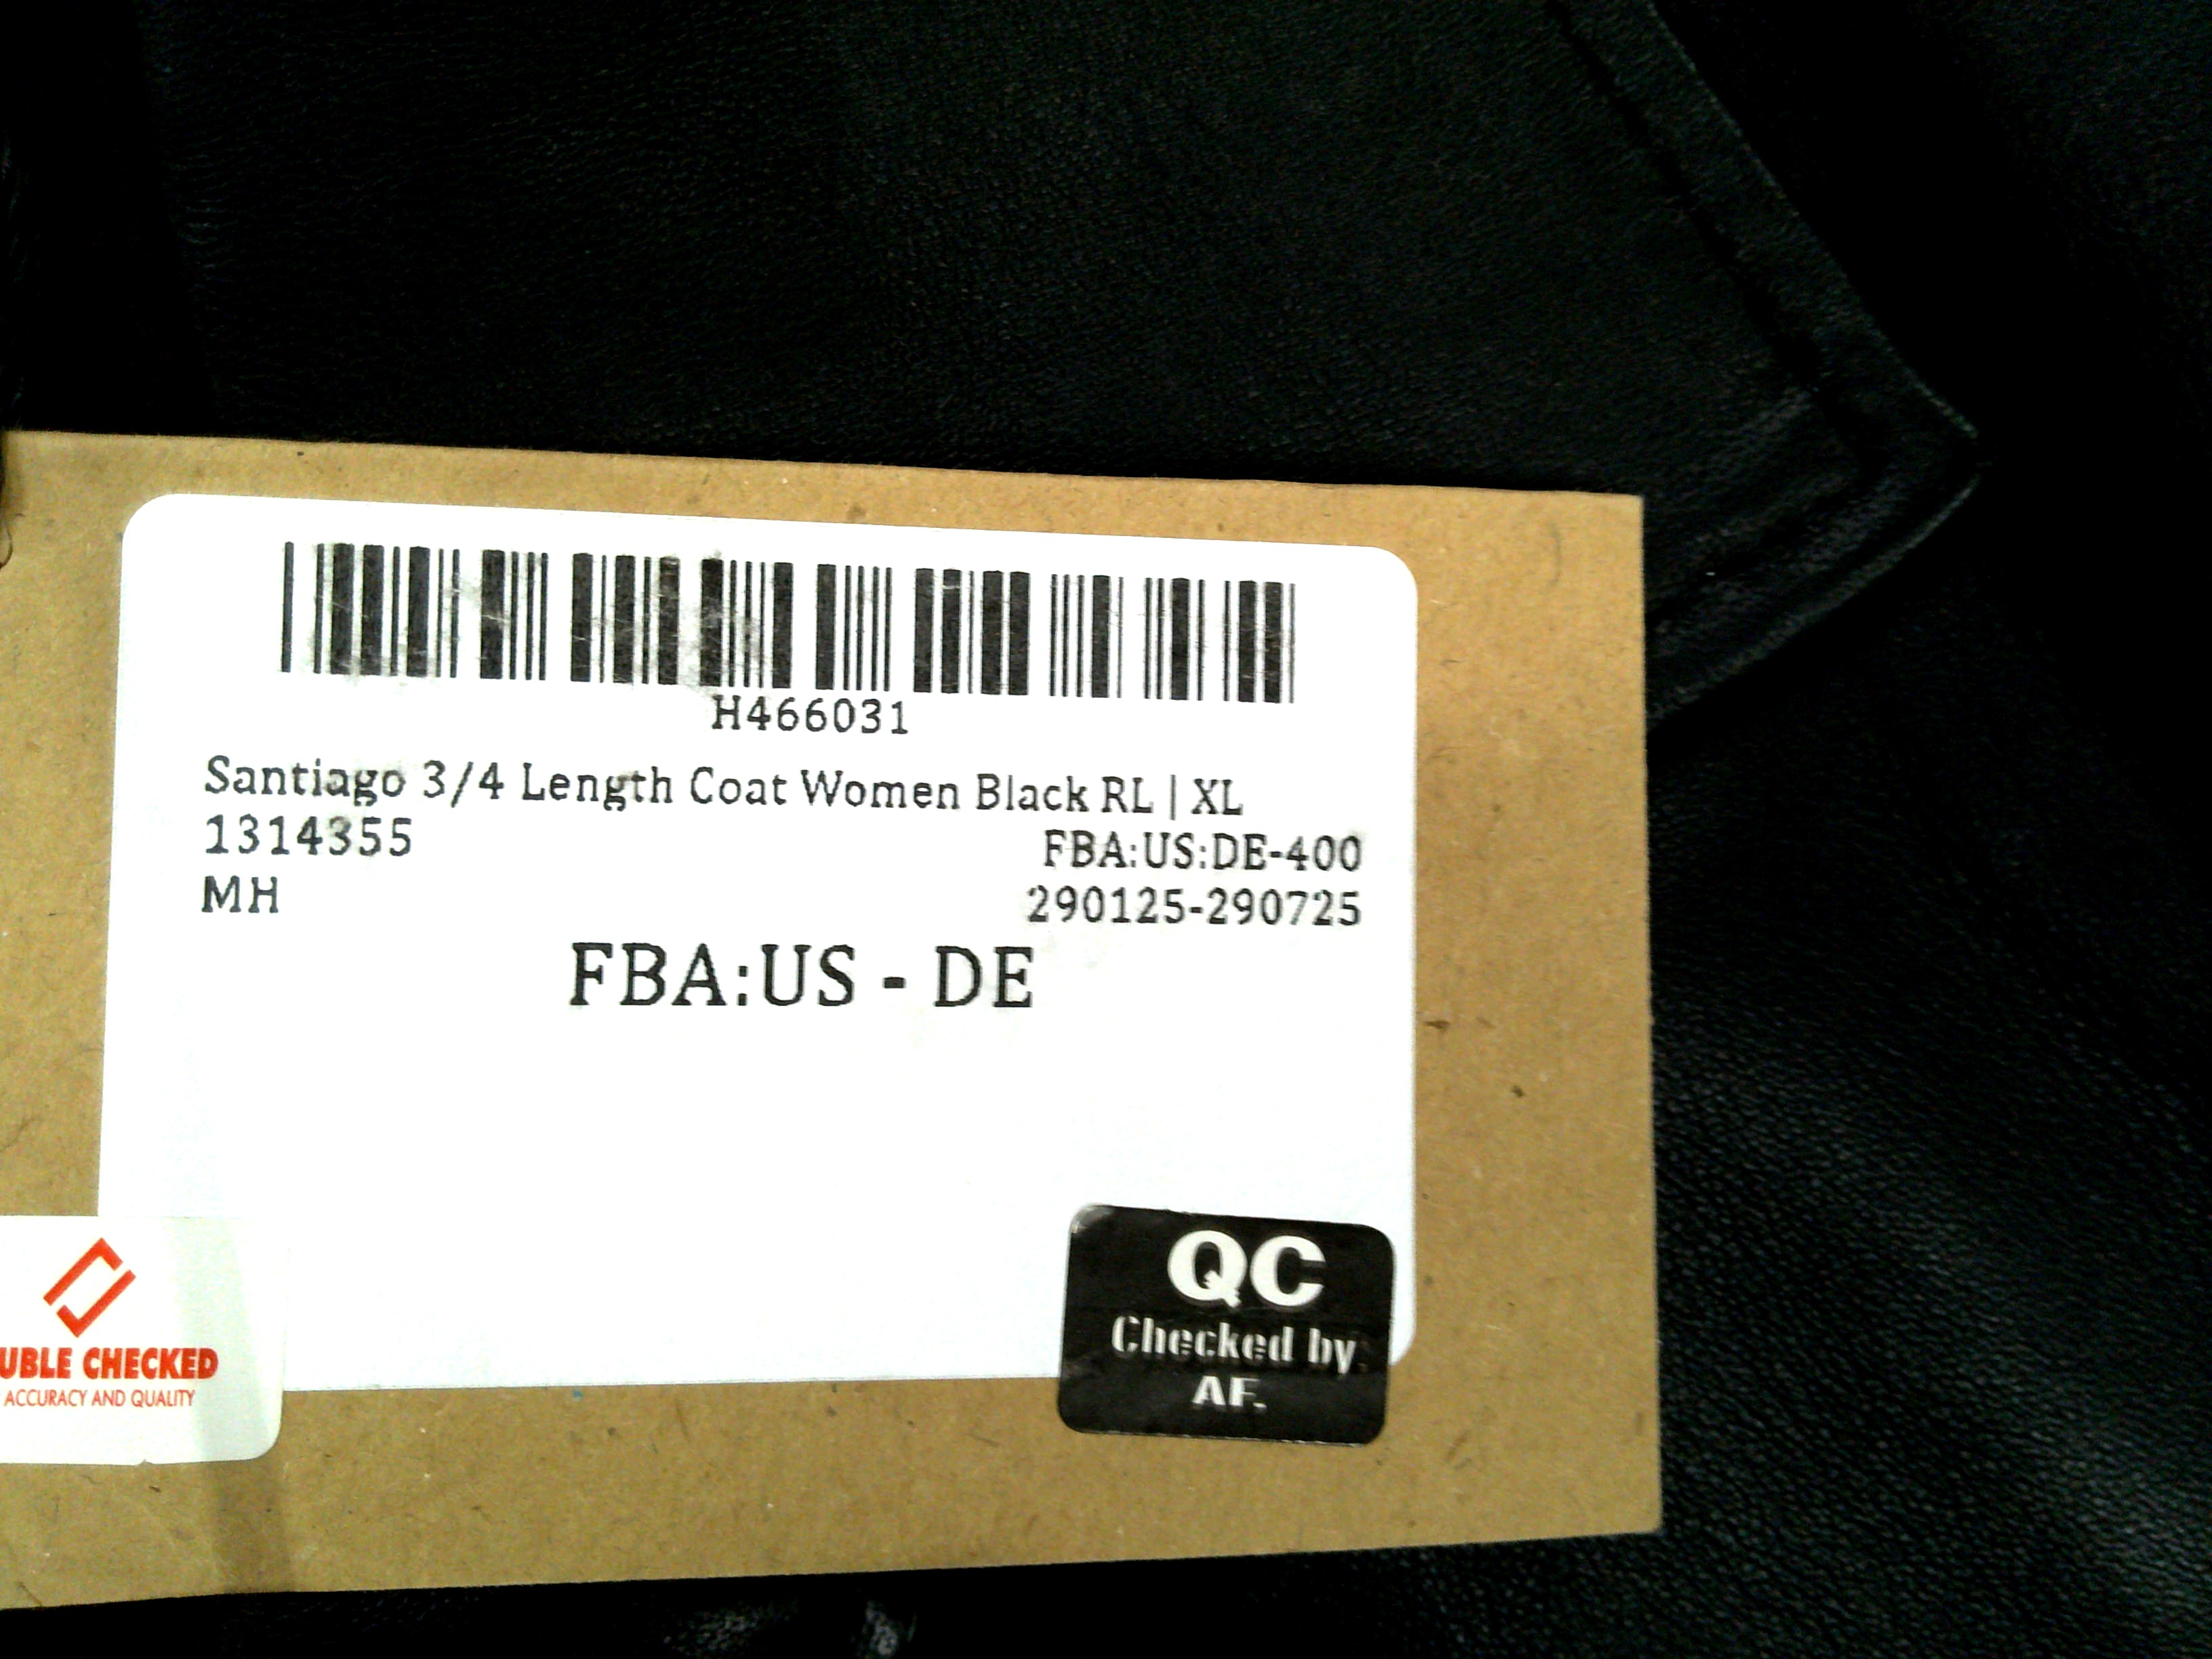 H466031
Santiago 3/4 Length Coat Women Black RL | XL
1314355
FBA:US:DE-400
MH
290125-290725
FBA:US - DE
QC
Checked by:
AF.
UBLE CHECKED
ACCURACY AND QUALITY